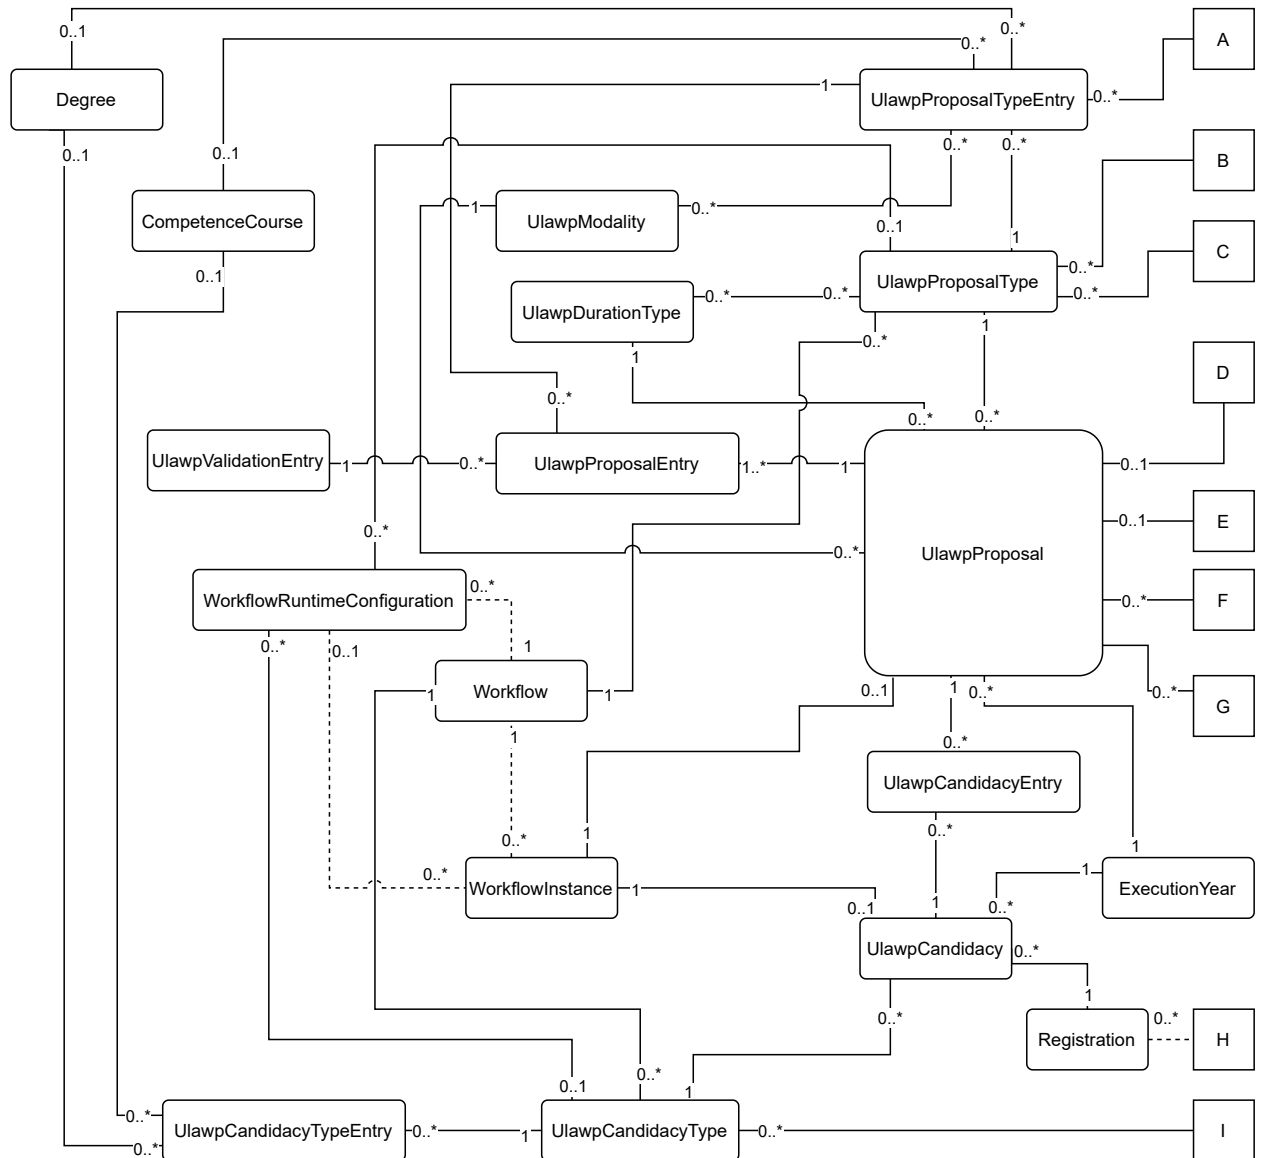 0..1
0..*
0..*
A
Degree
1
UlawpProposalTypeEntry
0..*
0..1
0..1
0..*
0..*
B
CompetenceCourse
1
UlawpModality
0..*
0..1
1
C
0..1
0..*
UlawpProposalType
UlawpDurationType
0..*
0..*
0..*
1
0..*
1
D
0..*
0..*
0..*
UlawpValidationEntry
1
0..*
UlawpProposalEntry
1..*
1
0..1
0..*
0..1
E
0..*
UlawpProposal
WorkflowRuntimeConfiguration
0..*
0..*
F
0..*
0..1
1
1
Workflow
1
0..1
1
0..*
0..*
G
1
0..*
UlawpCandidacyEntry
0..*
1
0..*
1
0..*
WorkflowInstance
1
0..1
1
0..*
1
ExecutionYear
UlawpCandidacy
0..*
1
0..*
0..*
Registration
H
0..1
0..*
1
0..*
UlawpCandidacyTypeEntry
0..*
1
UlawpCandidacyType
0..*
I
0..*